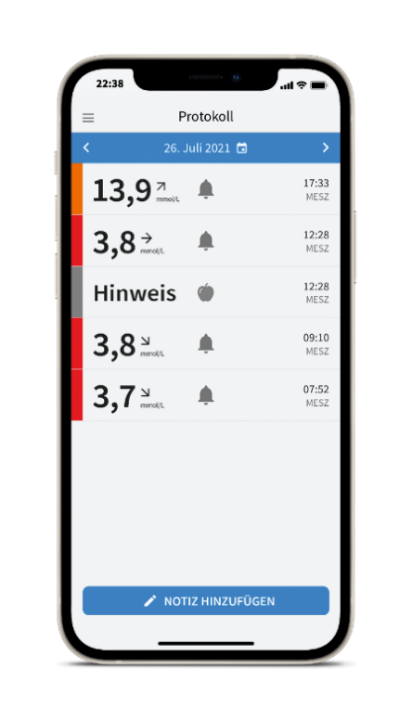 22:38
Protokoll
26. Juli 2021
13,9 mmol/L 17:33 MESZ
3,8 mmol/L 12:28 MESZ
Hinweis 12:28 MESZ
3,8 mmol/L 09:10 MESZ
3,7 mmol/L 07:52 MESZ
NOTIZ HINZUFÜGEN